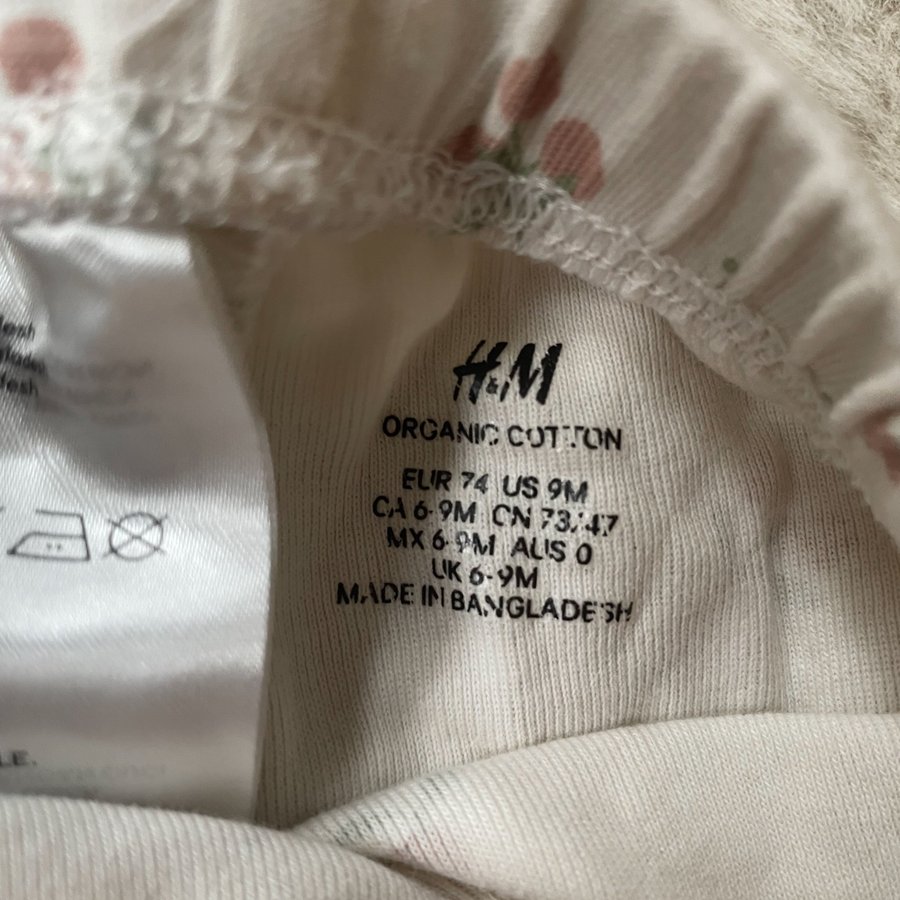 H&M
ORGANIC COTTON
EUR 74 US 9M
CA 6-9M CN 73/47
MX 6-9M AUS 0
UK 6-9M
MADE IN BANGLADESH
LE.